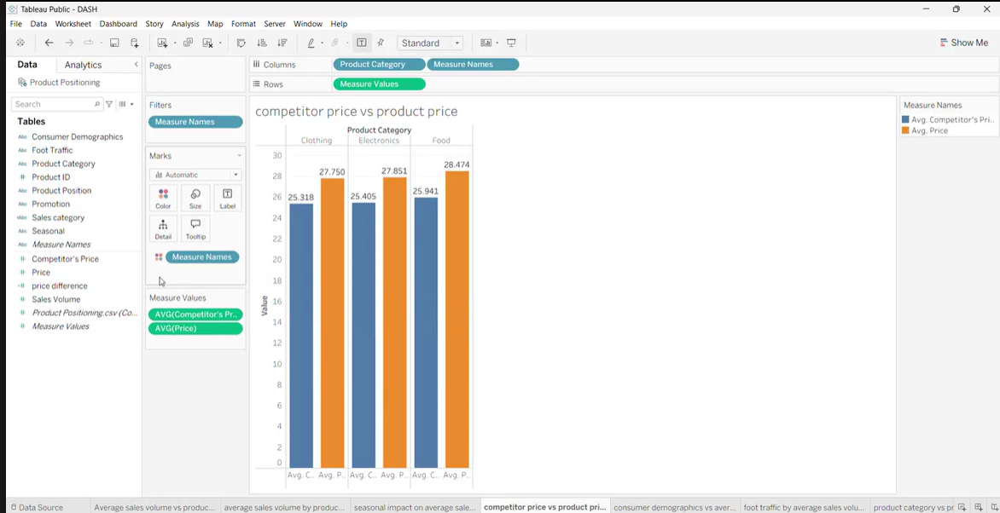 Tableau Public - DASH
File Data Worksheet Dashboard Story Analysis Map Format Server Window Help
Standard
Show Me
Data Analytics
Product Positioning
Search
Tables
Abc Consumer Demographics
Abc Foot Traffic
Abc Product Category
# Product ID
Abc Product Position
Abc Promotion
Abc Sales category
Abc Seasonal
Abc Measure Names
# Competitor's Price
# Price
# price difference
# Sales Volume
# Product Positioning.csv (Co...
# Measure Values
Pages
Filters
Measure Names
Marks
Automatic
Color Size Label
Detail Tooltip
Measure Names
Measure Values
AVG(Competitor's Pr..
AVG(Price)
Columns Product Category Measure Names
Rows Measure Values
competitor price vs product price
Product Category
Clothing Electronics Food
30
28
26
24
22
20
18
16
14
12
10
8
6
4
2
0
Value
25.318 27.750 25.405 27.851 25.941 28.474
Avg. C.. Avg. P.. Avg. C.. Avg. P.. Avg. C.. Avg. P..
Measure Names
Avg. Competitor's Pri..
Avg. Price
Data Source Average sales volume vs produc... average sales volume by produc... seasonal impact on average sale... competitor price vs product pri... consumer demographics vs aver... foot traffic by average sales volu... product category vs pr